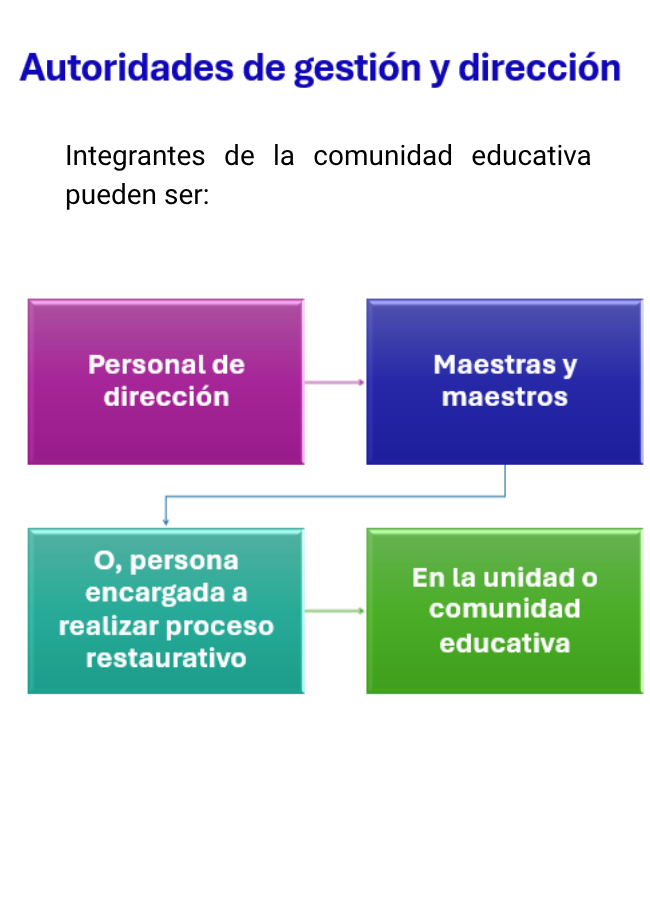 Autoridades de gestión y dirección
Integrantes de la comunidad educativa
pueden ser:
Personal de
dirección
Maestras y
maestros
O, persona
encargada a
realizar proceso
restaurativo
En la unidad o
comunidad
educativa